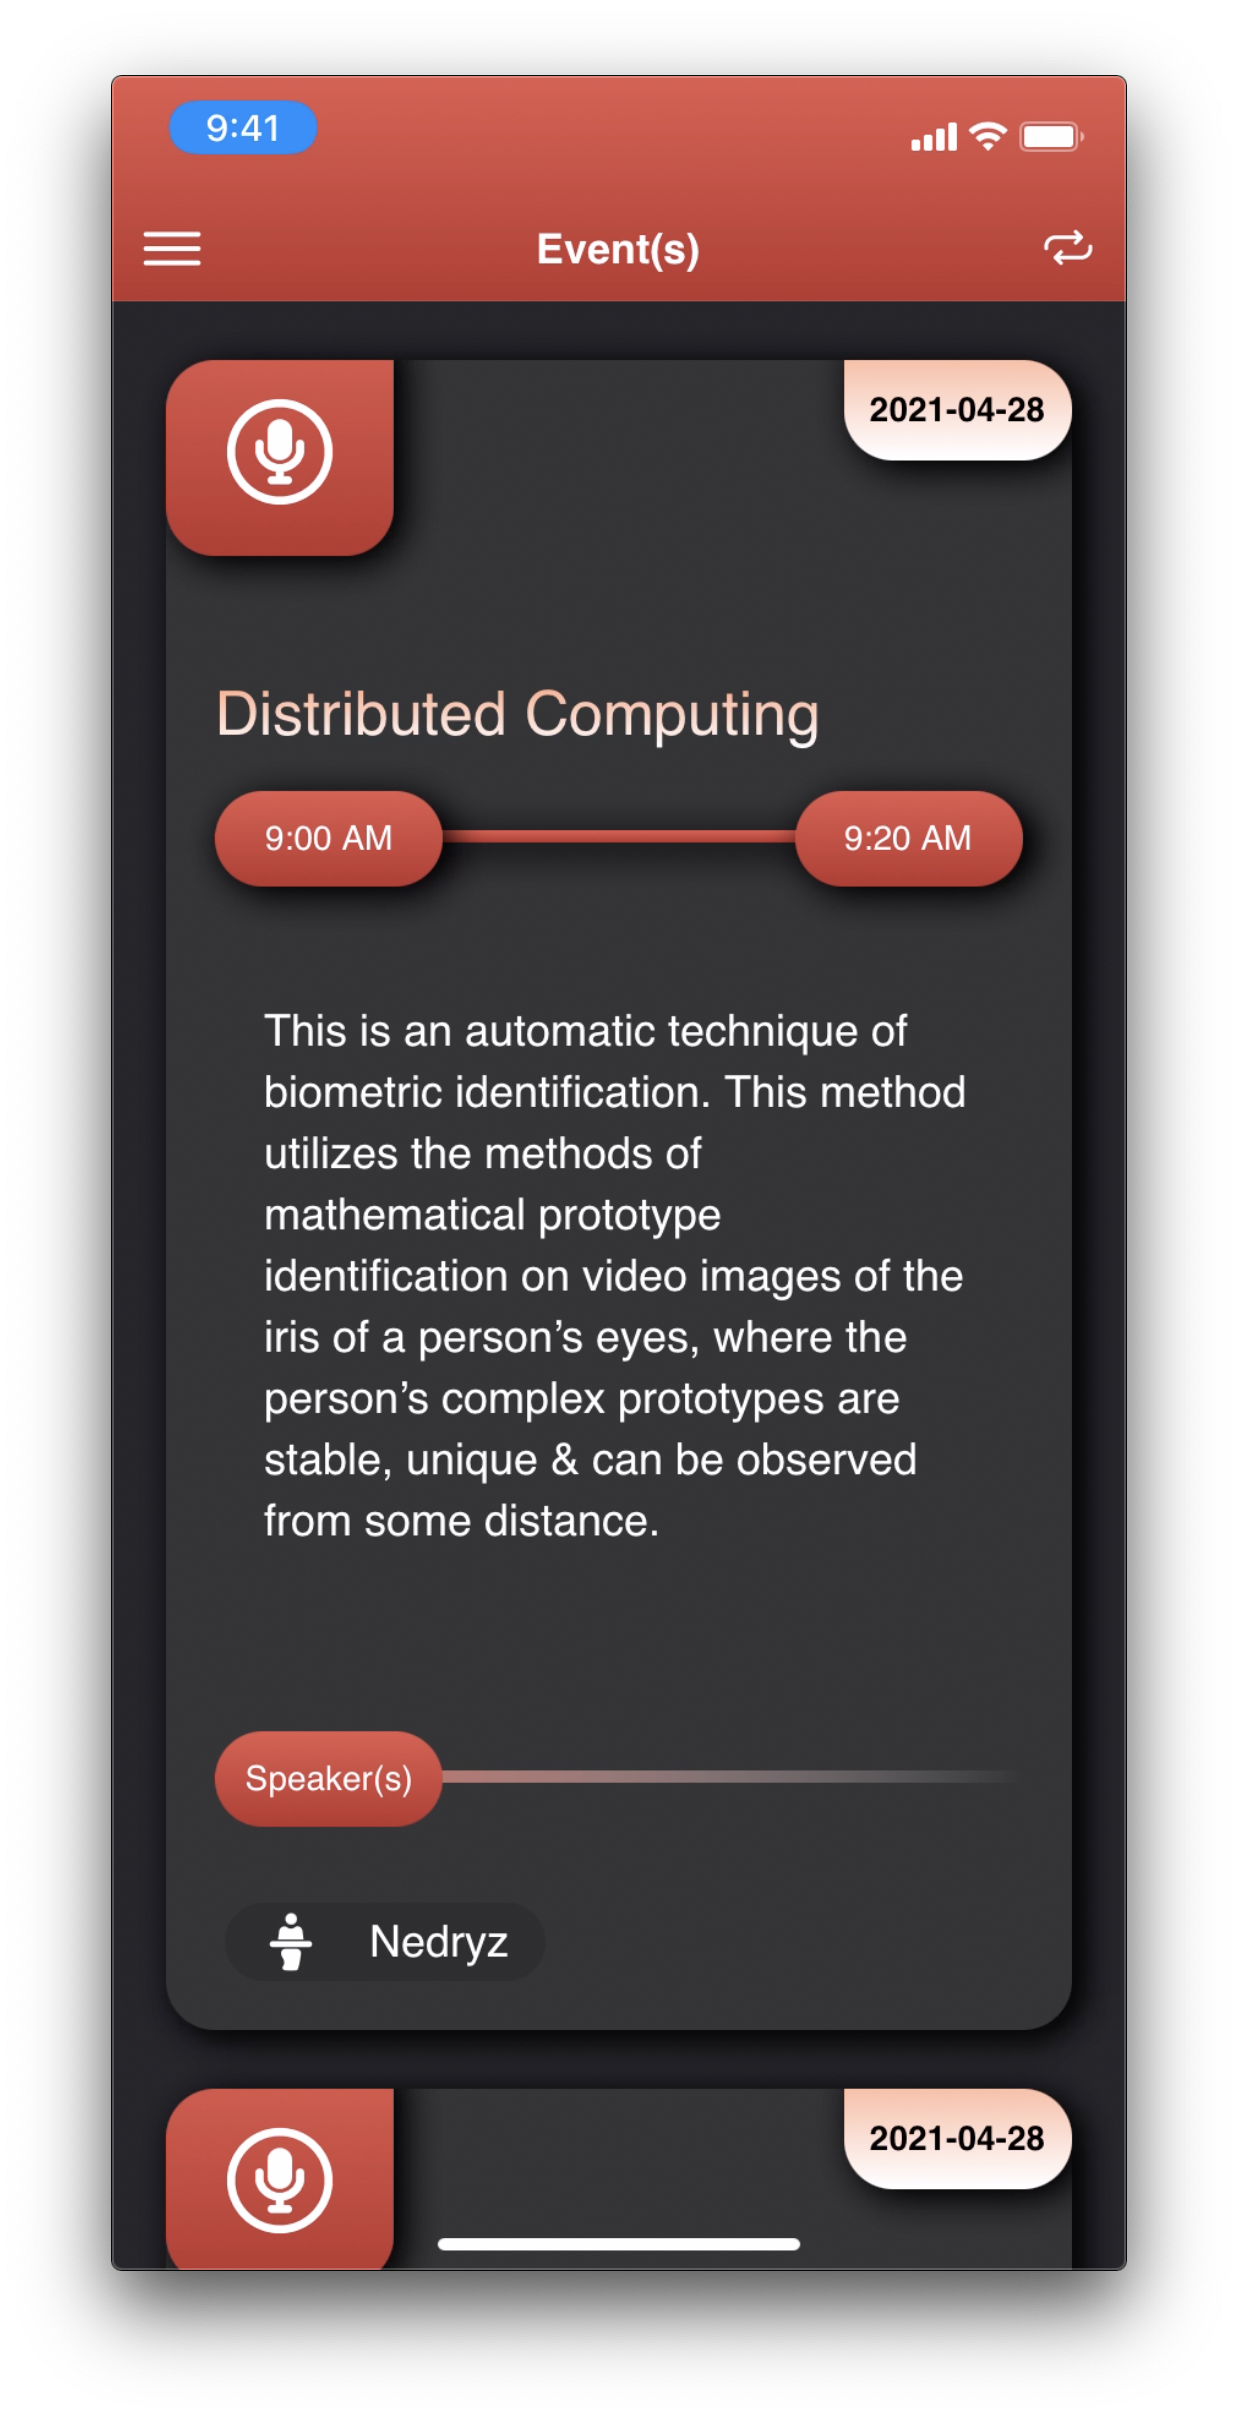 9:41
Event(s)
2021-04-28
Distributed Computing
9:00 AM
9:20 AM
This is an automatic technique of
biometric identification. This method
utilizes the methods of
mathematical prototype
identification on video images of the
iris of a person’s eyes, where the
person’s complex prototypes are
stable, unique & can be observed
from some distance.
Speaker(s)
Nedryz
2021-04-28